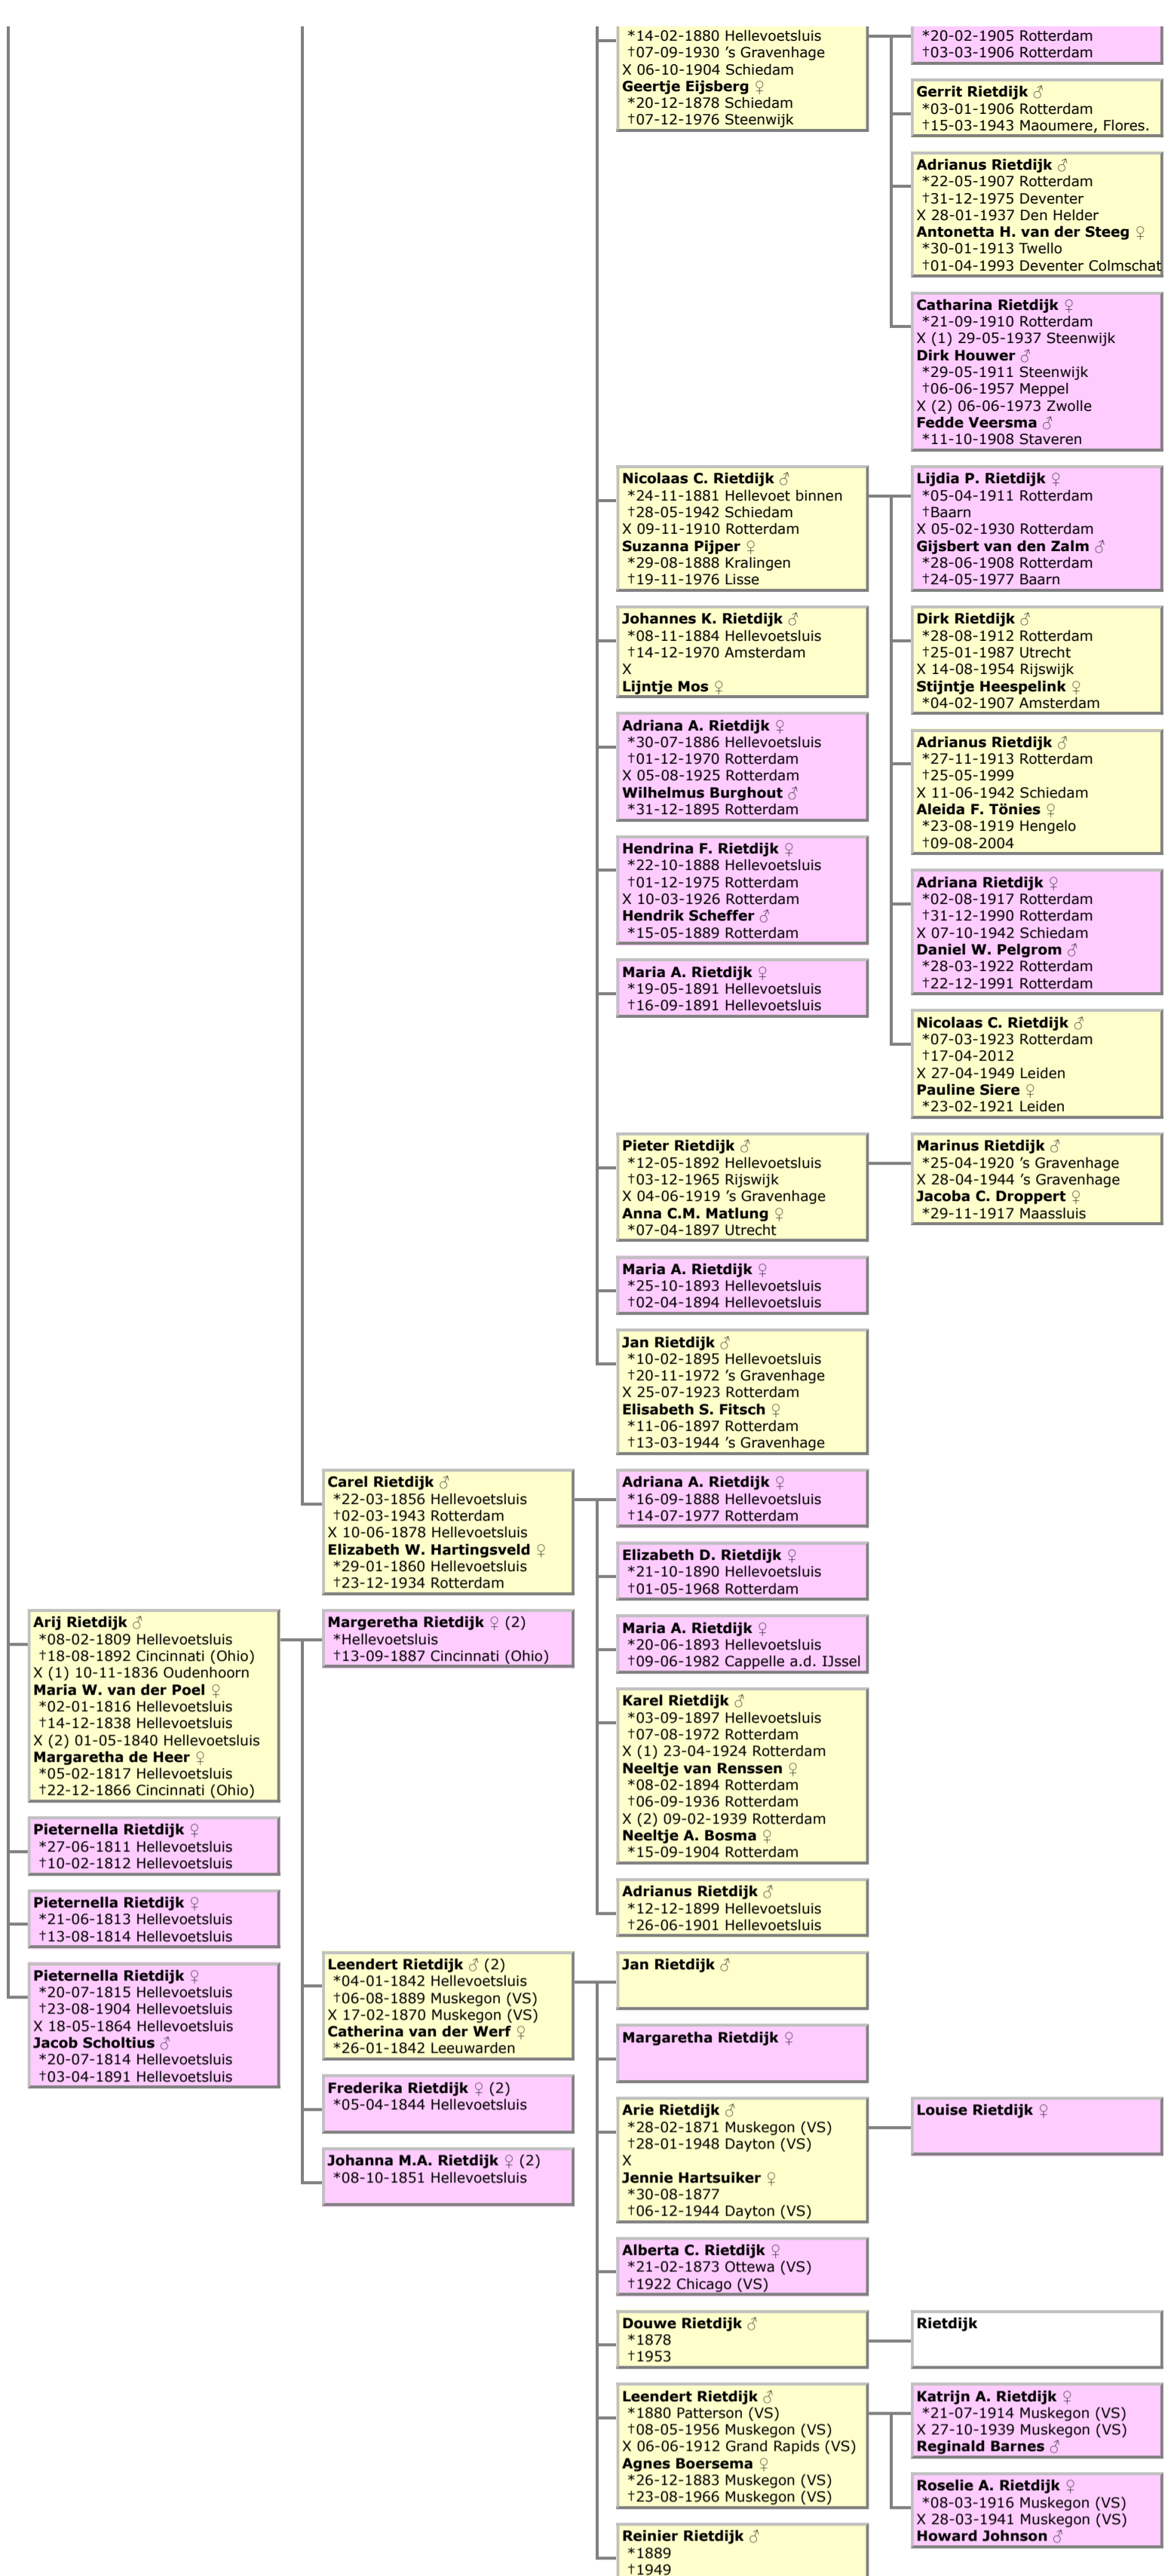 *14-02-1880 Hellevoetsluis
†07-09-1930 ’s Gravenhage
X 06-10-1904 Schiedam
Geertje Eijsberg ♀
*20-12-1878 Schiedam
†07-12-1976 Steenwijk
*20-02-1905 Rotterdam
†03-03-1906 Rotterdam
Gerrit Rietdijk ♂
*03-01-1906 Rotterdam
†15-03-1943 Maoumere, Flores.
Adrianus Rietdijk ♂
*22-05-1907 Rotterdam
†31-12-1975 Deventer
X 28-01-1937 Den Helder
Antonetta H. van der Steeg ♀
*30-01-1913 Twello
†01-04-1993 Deventer Colmschat
Catharina Rietdijk ♀
*21-09-1910 Rotterdam
X (1) 29-05-1937 Steenwijk
Dirk Houwer ♂
*29-05-1911 Steenwijk
†06-06-1957 Meppel
X (2) 06-06-1973 Zwolle
Fedde Veersma ♂
*11-10-1908 Staveren
Nicolaas C. Rietdijk ♂
*24-11-1881 Hellevoet binnen
†28-05-1942 Schiedam
X 09-11-1910 Rotterdam
Suzanna Pijper ♀
*29-08-1888 Kralingen
†19-11-1976 Lisse
Lijdia P. Rietdijk ♀
*05-04-1911 Rotterdam
†Baarn
X 05-02-1930 Rotterdam
Gijsbert van den Zalm ♂
*28-06-1908 Rotterdam
†24-05-1977 Baarn
Johannes K. Rietdijk ♂
*08-11-1884 Hellevoetsluis
†14-12-1970 Amsterdam
X
Lijntje Mos ♀
Dirk Rietdijk ♂
*28-08-1912 Rotterdam
†25-01-1987 Utrecht
X 14-08-1954 Rijswijk
Stijntje Heespelink ♀
*04-02-1907 Amsterdam
Adriana A. Rietdijk ♀
*30-07-1886 Hellevoetsluis
†01-12-1970 Rotterdam
X 05-08-1925 Rotterdam
Wilhelmus Burghout ♂
*31-12-1895 Rotterdam
Adrianus Rietdijk ♂
*27-11-1913 Rotterdam
†25-05-1999
X 11-06-1942 Schiedam
Aleida F. Tönies ♀
*23-08-1919 Hengelo
†09-08-2004
Hendrina F. Rietdijk ♀
*22-10-1888 Hellevoetsluis
†01-12-1975 Rotterdam
X 10-03-1926 Rotterdam
Hendrik Scheffer ♂
*15-05-1889 Rotterdam
Adriana Rietdijk ♀
*02-08-1917 Rotterdam
†31-12-1990 Rotterdam
X 07-10-1942 Schiedam
Daniel W. Pelgrom ♂
*28-03-1922 Rotterdam
†22-12-1991 Rotterdam
Maria A. Rietdijk ♀
*19-05-1891 Hellevoetsluis
†16-09-1891 Hellevoetsluis
Nicolaas C. Rietdijk ♂
*07-03-1923 Rotterdam
†17-04-2012
X 27-04-1949 Leiden
Pauline Siere ♀
*23-02-1921 Leiden
Pieter Rietdijk ♂
*12-05-1892 Hellevoetsluis
†03-12-1965 Rijswijk
X 04-06-1919 ’s Gravenhage
Anna C.M. Matlung ♀
*07-04-1897 Utrecht
Marinus Rietdijk ♂
*25-04-1920 ’s Gravenhage
X 28-04-1944 ’s Gravenhage
Jacoba C. Droppert ♀
*29-11-1917 Maassluis
Maria A. Rietdijk ♀
*25-10-1893 Hellevoetsluis
†02-04-1894 Hellevoetsluis
Jan Rietdijk ♂
*10-02-1895 Hellevoetsluis
†20-11-1972 ’s Gravenhage
X 25-07-1923 Rotterdam
Elisabeth S. Fitsch ♀
*11-06-1897 Rotterdam
†13-03-1944 ’s Gravenhage
Carel Rietdijk ♂
*22-03-1856 Hellevoetsluis
†02-03-1943 Rotterdam
X 10-06-1878 Hellevoetsluis
Elizabeth W. Hartingsveld ♀
*29-01-1860 Hellevoetsluis
†23-12-1934 Rotterdam
Adriana A. Rietdijk ♀
*16-09-1888 Hellevoetsluis
†14-07-1977 Rotterdam
Elizabeth D. Rietdijk ♀
*21-10-1890 Hellevoetsluis
†01-05-1968 Rotterdam
Arij Rietdijk ♂
*08-02-1809 Hellevoetsluis
†18-08-1892 Cincinnati (Ohio)
X (1) 10-11-1836 Oudenhoorn
Maria W. van der Poel ♀
*02-01-1816 Hellevoetsluis
†14-12-1838 Hellevoetsluis
X (2) 01-05-1840 Hellevoetsluis
Margaretha de Heer ♀
*05-02-1817 Hellevoetsluis
†22-12-1866 Cincinnati (Ohio)
Margeretha Rietdijk ♀ (2)
*Hellevoetsluis
†13-09-1887 Cincinnati (Ohio)
Maria A. Rietdijk ♀
*20-06-1893 Hellevoetsluis
†09-06-1982 Cappelle a.d. IJssel
Karel Rietdijk ♂
*03-09-1897 Hellevoetsluis
†07-08-1972 Rotterdam
X (1) 23-04-1924 Rotterdam
Neeltje van Renssen ♀
*08-02-1894 Rotterdam
†06-09-1936 Rotterdam
X (2) 09-02-1939 Rotterdam
Neeltje A. Bosma ♀
*15-09-1904 Rotterdam
Pieternella Rietdijk ♀
*27-06-1811 Hellevoetsluis
†10-02-1812 Hellevoetsluis
Pieternella Rietdijk ♀
*21-06-1813 Hellevoetsluis
†13-08-1814 Hellevoetsluis
Adrianus Rietdijk ♂
*12-12-1899 Hellevoetsluis
†26-06-1901 Hellevoetsluis
Pieternella Rietdijk ♀
*20-07-1815 Hellevoetsluis
†23-08-1904 Hellevoetsluis
X 18-05-1864 Hellevoetsluis
Jacob Scholtius ♂
*20-07-1814 Hellevoetsluis
†03-04-1891 Hellevoetsluis
Leendert Rietdijk ♂ (2)
*04-01-1842 Hellevoetsluis
†06-08-1889 Muskegon (VS)
X 17-02-1870 Muskegon (VS)
Catherina van der Werf ♀
*26-01-1842 Leeuwarden
Jan Rietdijk ♂
Margaretha Rietdijk ♀
Frederika Rietdijk ♀ (2)
*05-04-1844 Hellevoetsluis
Arie Rietdijk ♂
*28-02-1871 Muskegon (VS)
†28-01-1948 Dayton (VS)
X
Jennie Hartsuiker ♀
*30-08-1877
†06-12-1944 Dayton (VS)
Louise Rietdijk ♀
Johanna M.A. Rietdijk ♀ (2)
*08-10-1851 Hellevoetsluis
Alberta C. Rietdijk ♀
*21-02-1873 Ottewa (VS)
†1922 Chicago (VS)
Douwe Rietdijk ♂
*1878
†1953
Rietdijk
Leendert Rietdijk ♂
*1880 Patterson (VS)
†08-05-1956 Muskegon (VS)
X 06-06-1912 Grand Rapids (VS)
Agnes Boersema ♀
*26-12-1883 Muskegon (VS)
†23-08-1966 Muskegon (VS)
Katrijn A. Rietdijk ♀
*21-07-1914 Muskegon (VS)
X 27-10-1939 Muskegon (VS)
Reginald Barnes ♂
Roselie A. Rietdijk ♀
*08-03-1916 Muskegon (VS)
X 28-03-1941 Muskegon (VS)
Howard Johnson ♂
Reinier Rietdijk ♂
*1889
†1949